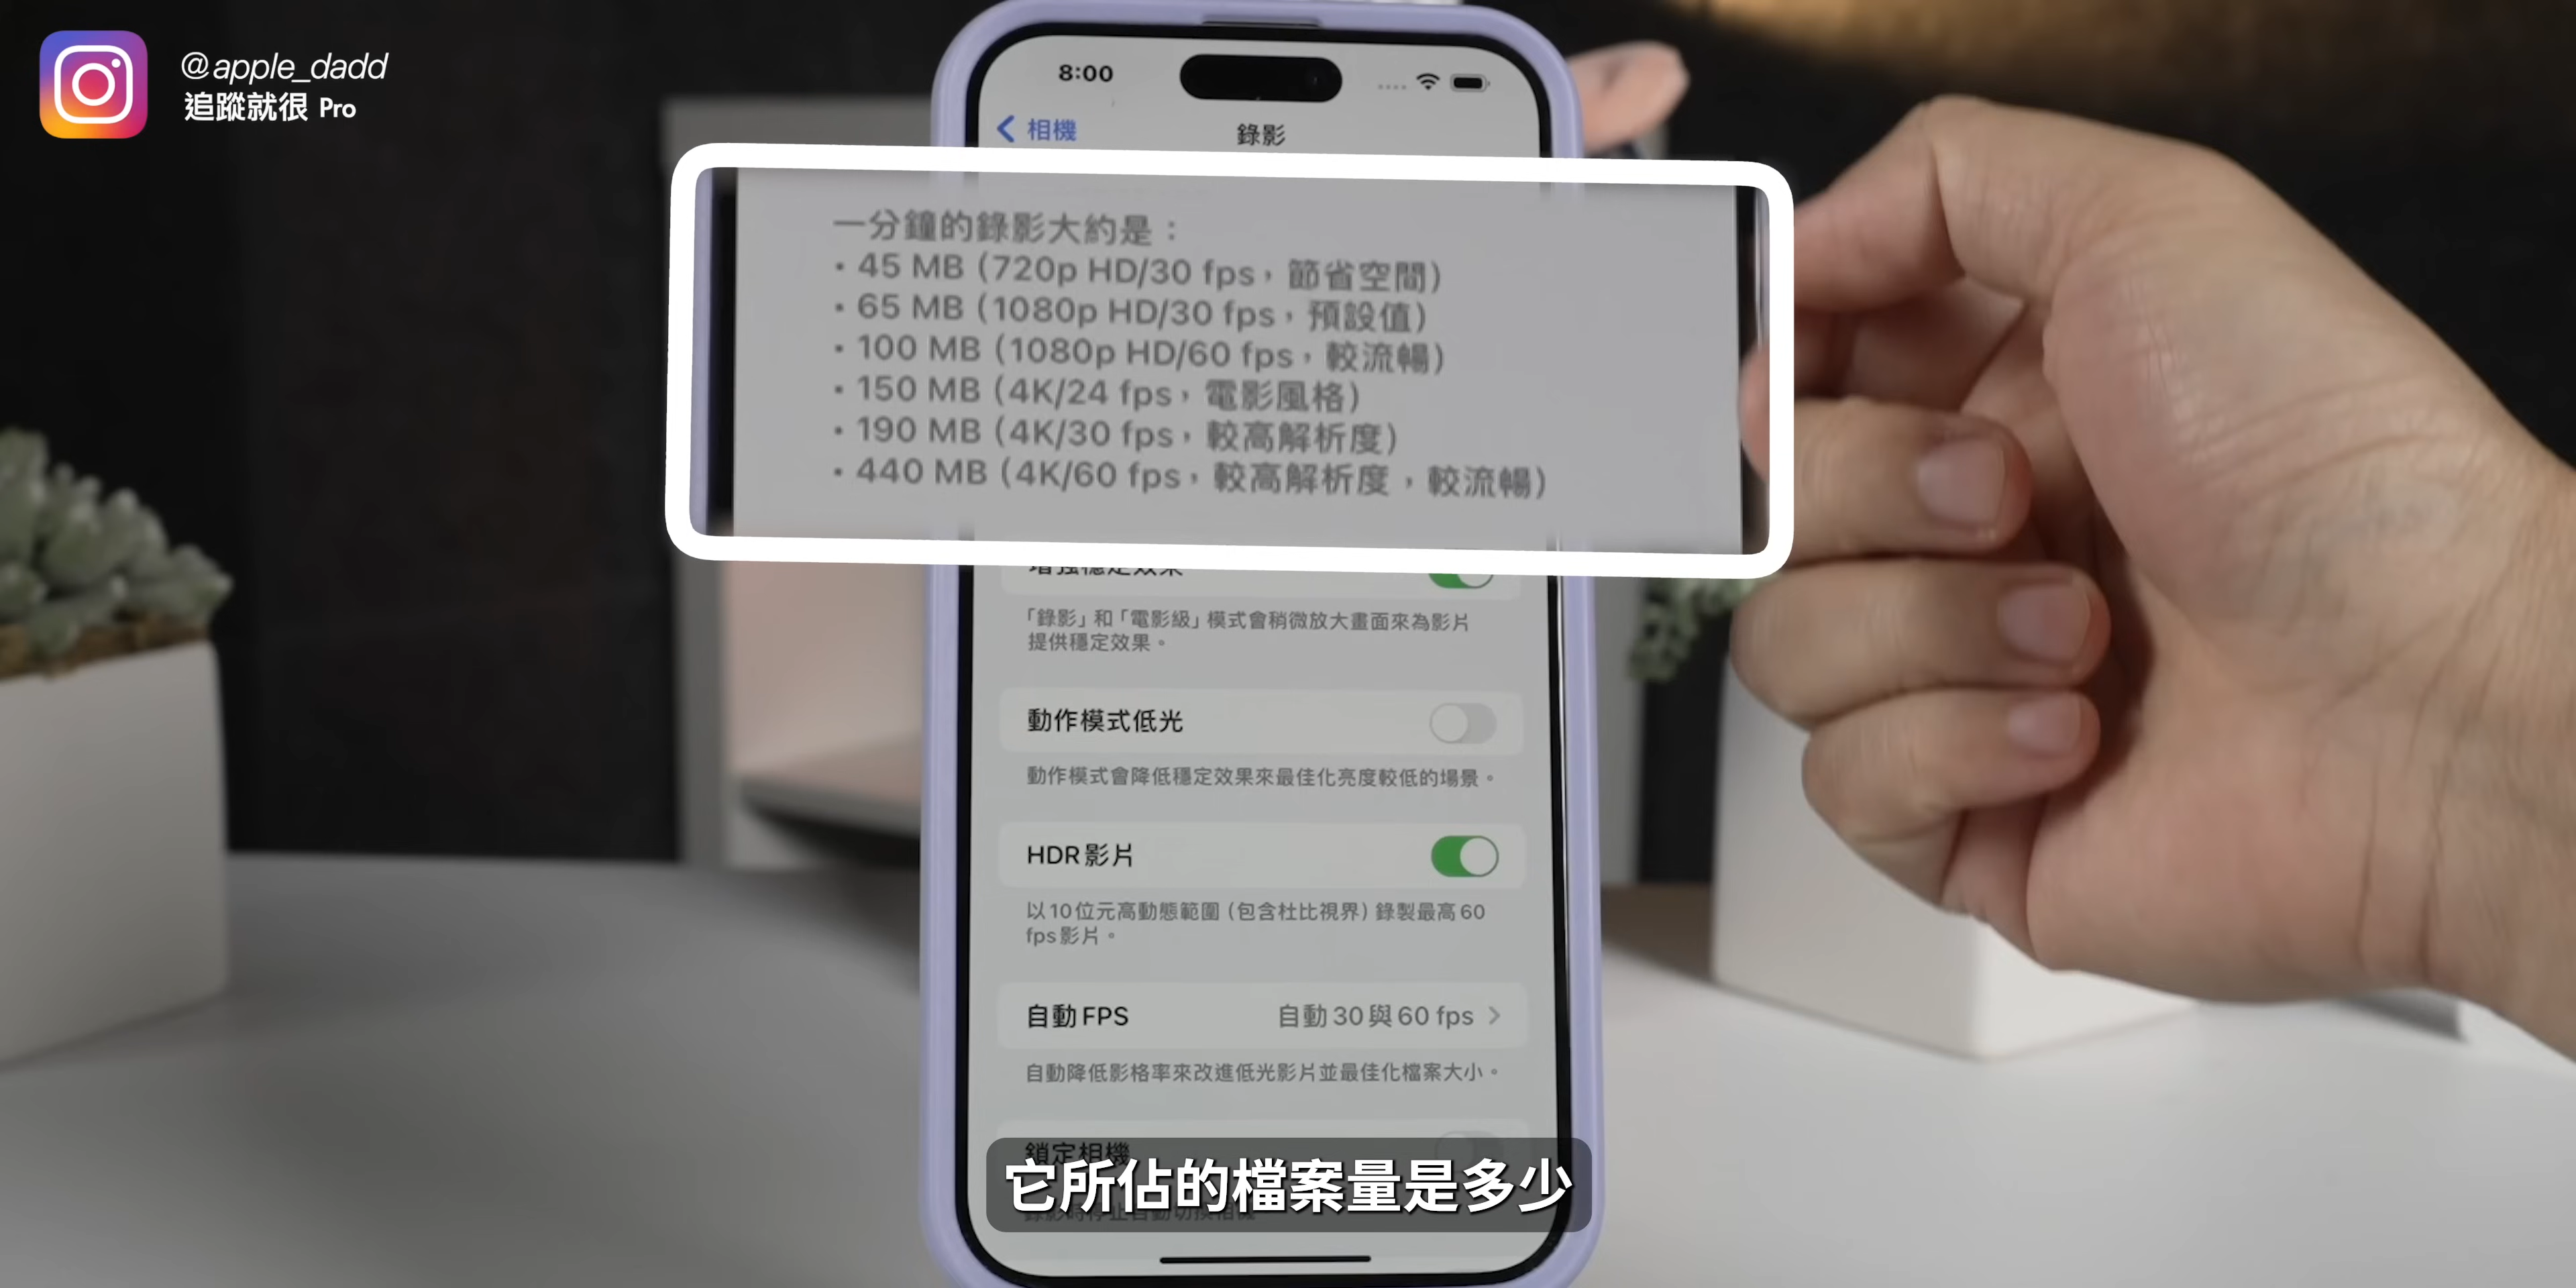 @apple_dadd
追蹤就很 Pro
8:00
相機
錄影
一分鐘的錄影大約是：
• 45 MB（720p HD/30 fps，節省空間）
• 65 MB（1080p HD/30 fps，預設值）
• 100 MB（1080p HD/60 fps，較流暢）
• 150 MB（4K/24 fps，電影風格）
• 190 MB（4K/30 fps，較高解析度）
• 440 MB（4K/60 fps，較高解析度，較流暢）
增強穩定效果
「錄影」和「電影級」模式會稍微放大畫面來為影片
提供穩定效果。
動作模式低光
動作模式會降低穩定效果來最佳化亮度較低的場景。
HDR影片
以10位元高動態範圍（包含杜比視界）錄製最高60
fps影片。
自動FPS
自動30與60 fps
自動降低影格率來改進低光影片並最佳化檔案大小。
鎖定相機
它所佔的檔案量是多少